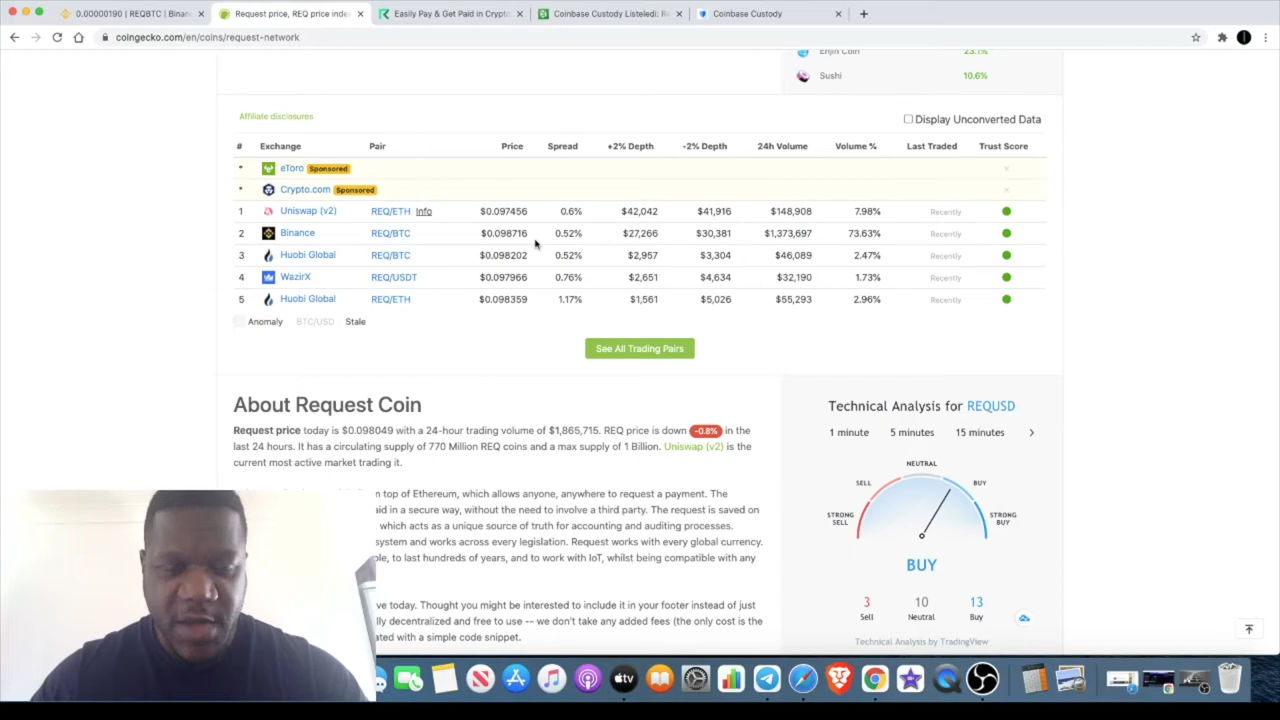 0.00000190 | REQBTC | Binan
Request price, REQ price inde
Easily Pay & Get Paid in Crypto
Coinbase Custody Listeledi: R
Coinbase Custody
coingecko.com/en/coins/request-network
Enjin Coin 23.1%
Sushi 10.6%
Affiliate disclosures
Display Unconverted Data
# Exchange Pair Price Spread +2% Depth -2% Depth 24h Volume Volume % Last Traded Trust Score
* eToro Sponsored
* Crypto.com Sponsored
1 Uniswap (v2) REQ/ETH Info $0.097456 0.6% $42,042 $41,916 $148,908 7.98% Recently
2 Binance REQ/BTC $0.098716 0.52% $27,266 $30,381 $1,373,697 73.63% Recently
3 Huobi Global REQ/BTC $0.098202 0.52% $2,957 $3,304 $46,089 2.47% Recently
4 WazirX REQ/USDT $0.097966 0.76% $2,651 $4,634 $32,190 1.73% Recently
5 Huobi Global REQ/ETH $0.098359 1.17% $1,561 $5,026 $55,293 2.96% Recently
Anomaly BTC/USD Stale
See All Trading Pairs
About Request Coin
Request price today is $0.098049 with a 24-hour trading volume of $1,865,715. REQ price is down -0.8% in the
last 24 hours. It has a circulating supply of 770 Million REQ coins and a max supply of 1 Billion. Uniswap (v2) is the
current most active market trading it.
n top of Ethereum, which allows anyone, anywhere to request a payment. The
aid in a secure way, without the need to involve a third party. The request is saved on
which acts as a unique source of truth for accounting and auditing processes.
system and works across every legislation. Request works with every global currency.
ple, to last hundreds of years, and to work with IoT, whilst being compatible with any
ve today. Thought you might be interested to include it in your footer instead of just
lly decentralized and free to use -- we don't take any added fees (the only cost is the
ated with a simple code snippet.
Technical Analysis for REQUSD
1 minute 5 minutes 15 minutes
NEUTRAL
SELL BUY
STRONG SELL
STRONG BUY
BUY
3 10 13
Sell Neutral Buy
Technical Analysis by TradingView
tv